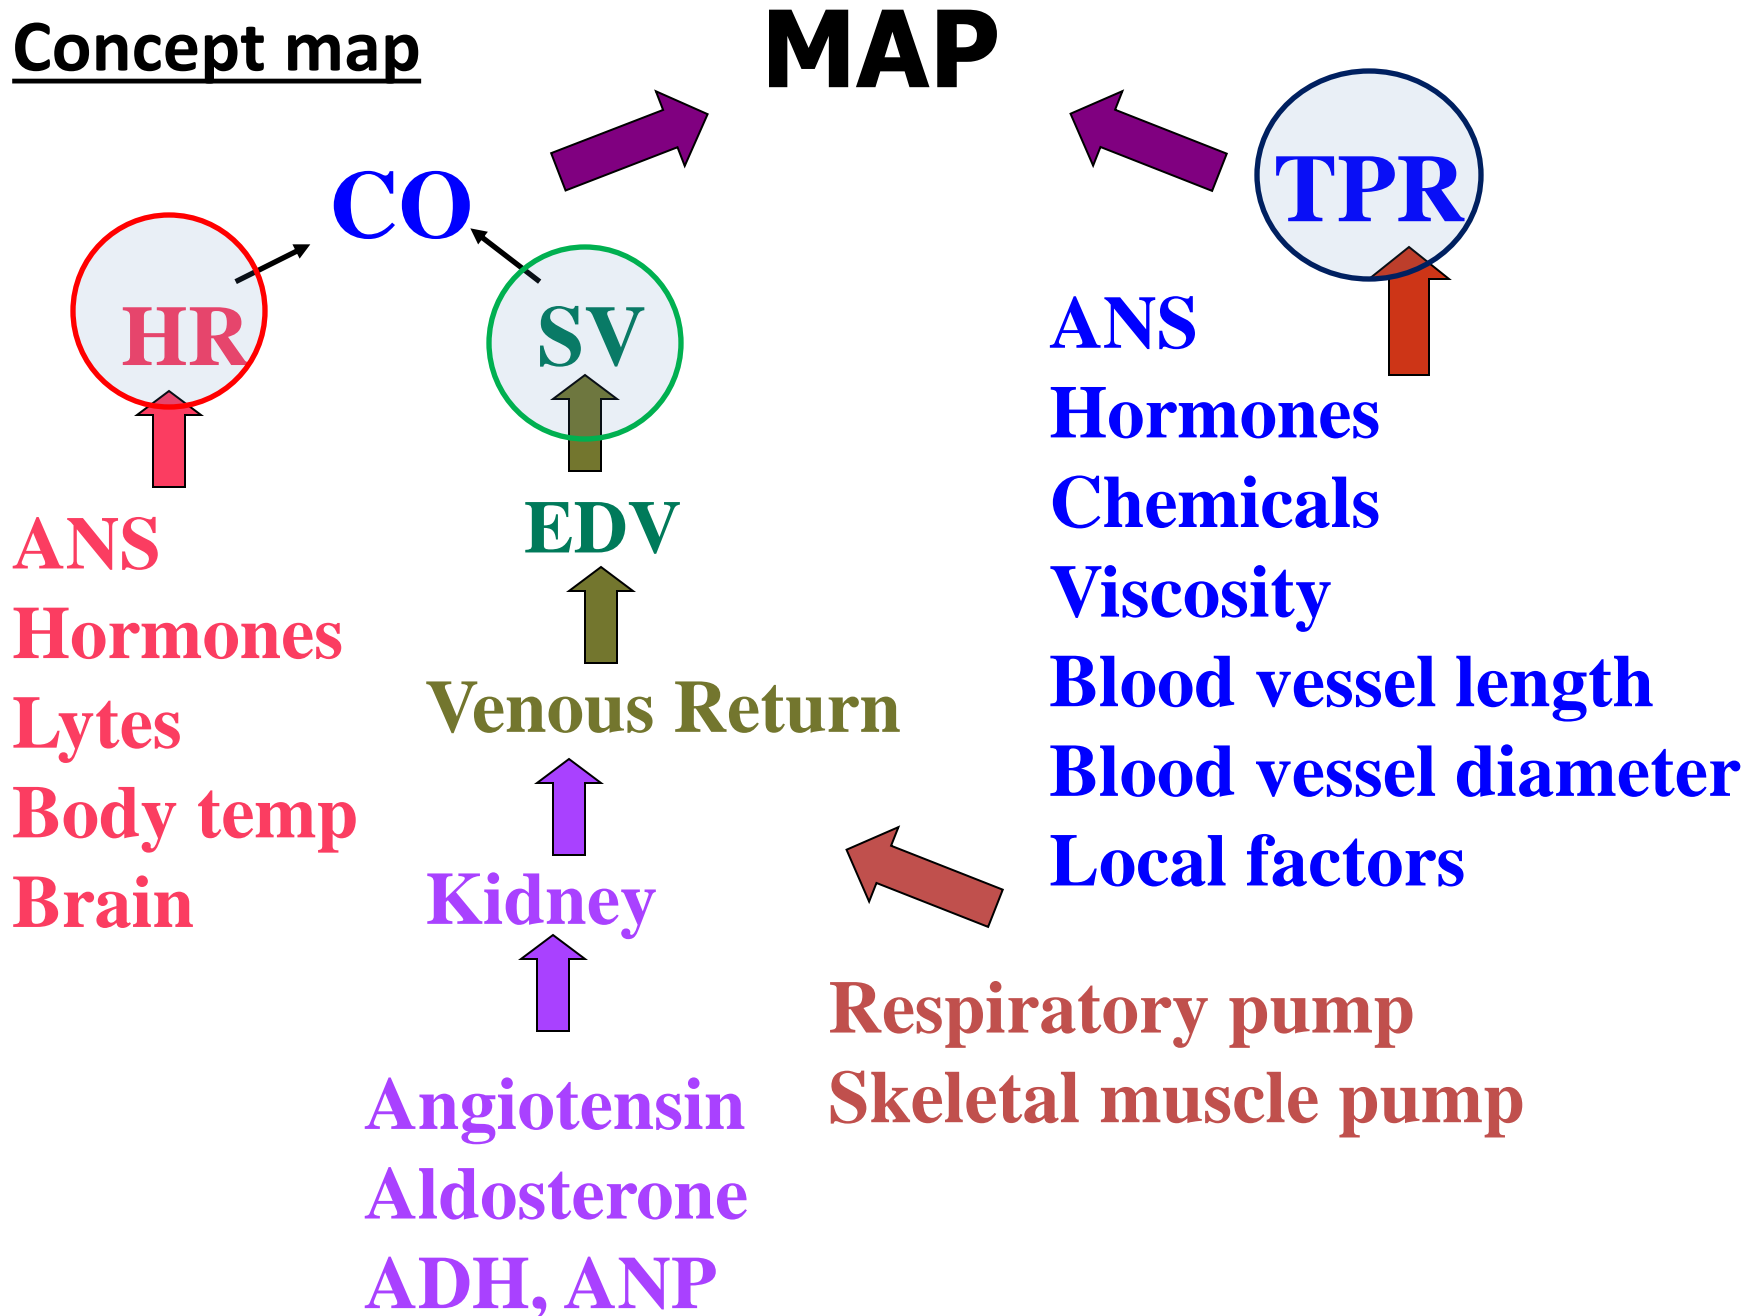 Concept map
MAP
CO
TPR
HR
SV
ANS
Hormones
Lytes
Body temp
Brain
EDV
Venous Return
Kidney
Angiotensin
Aldosterone
ADH, ANP
ANS
Hormones
Chemicals
Viscosity
Blood vessel length
Blood vessel diameter
Local factors
Respiratory pump
Skeletal muscle pump